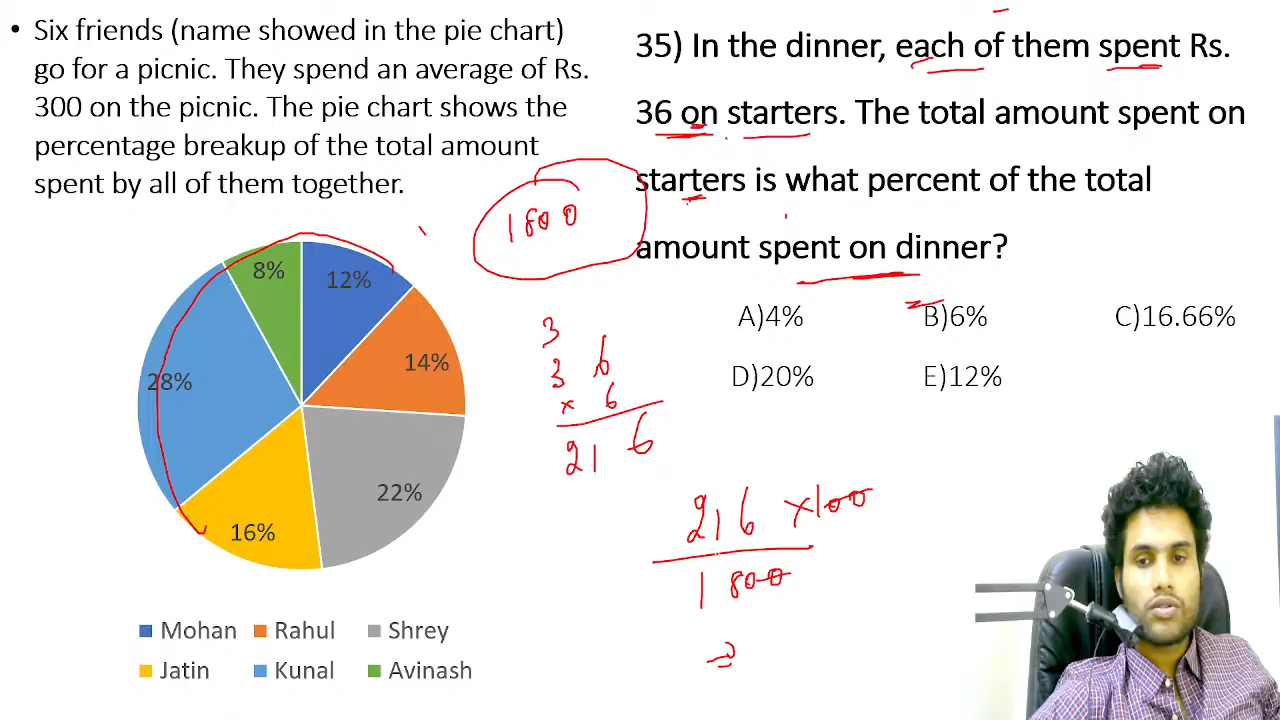 • Six friends (name showed in the pie chart)
go for a picnic. They spend an average of Rs.
300 on the picnic. The pie chart shows the
percentage breakup of the total amount
spent by all of them together.
35) In the dinner, each of them spent Rs.
36 on starters. The total amount spent on
starters is what percent of the total
amount spent on dinner?
A)4% B)6% C)16.66%
D)20% E)12%
1800
8% 12%
14%
28%
22%
16%
3
3 6
× 6
21 6
216 ×100
1800
⇒
Mohan Rahul Shrey
Jatin Kunal Avinash